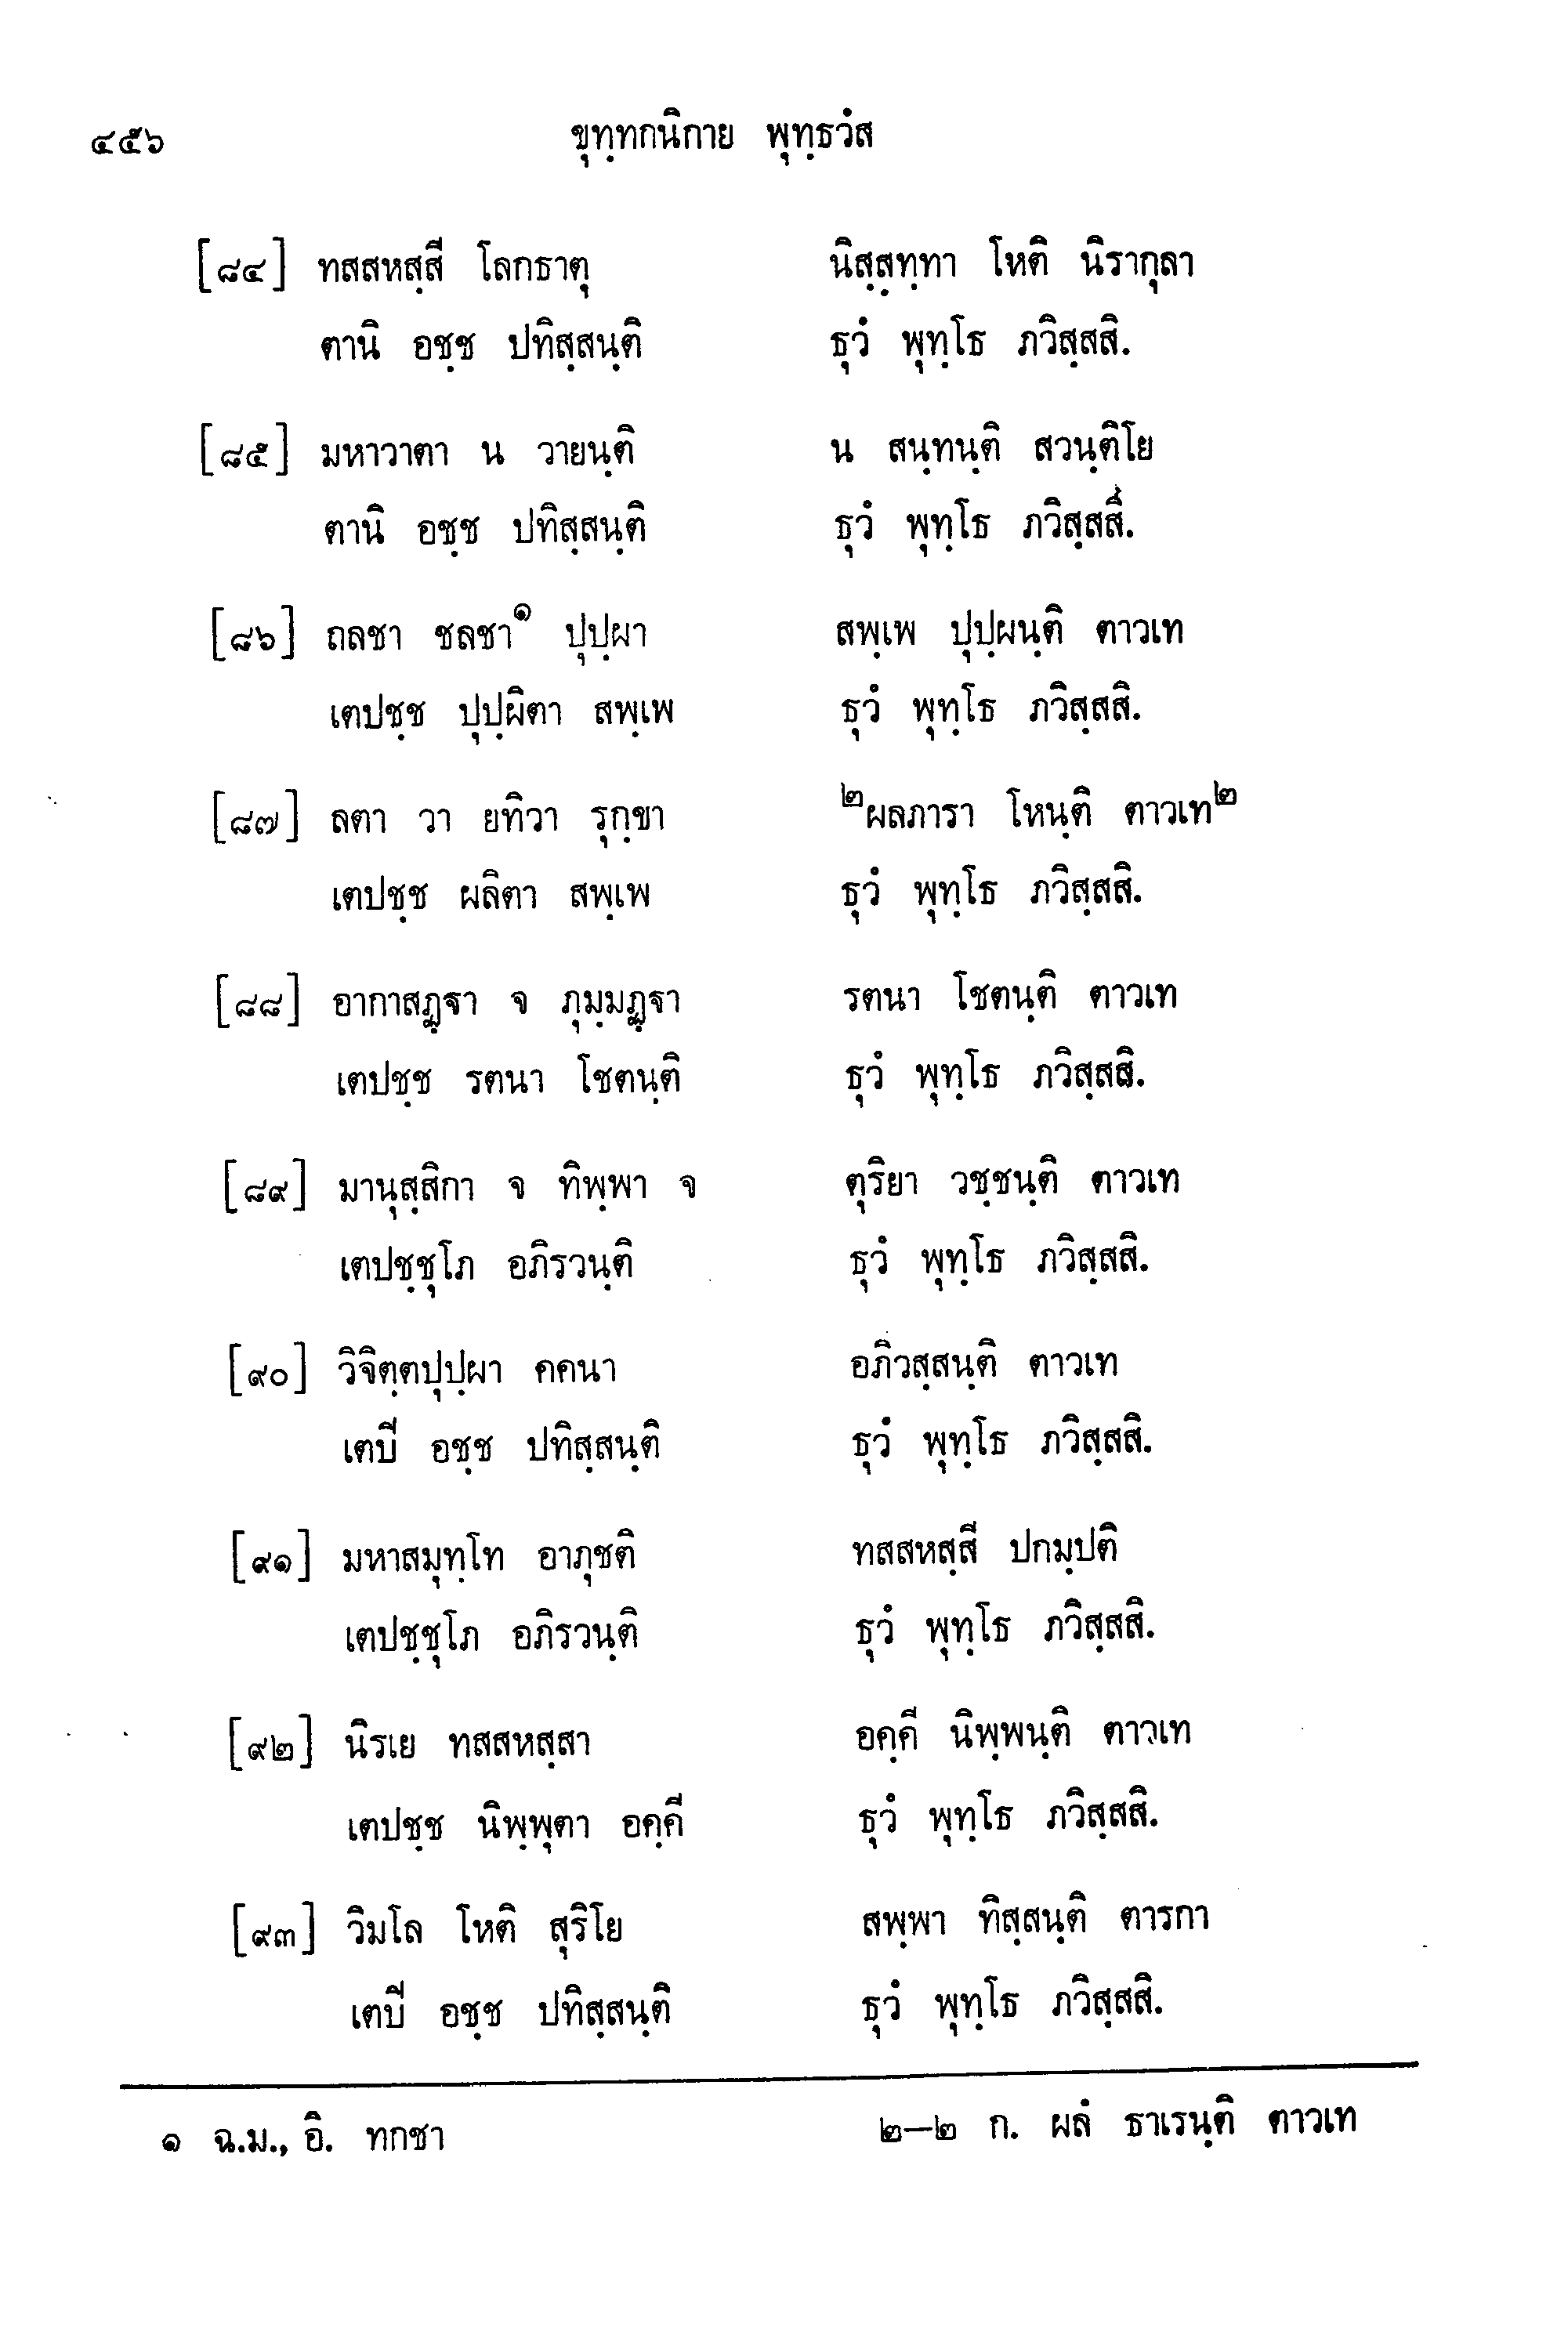 ๔๕๖ ขุทฺทกนิกาย พุทฺธวํส
[๘๔] ทสสหสฺสี โลกธาตุ นิสฺสฺทฺทา โหติ นิรากุลา
ตานิ อชฺช ปทิสฺสนฺติ ธุวํ พุทฺโธ ภวิสฺสสิ.
[๘๕] มหาวาตา น วายนฺติ น สนฺทนฺติ สวนฺติโย
ตานิ อชฺช ปทิสฺสนฺติ ธุวํ พุทฺโธ ภวิสฺสสิ.
[๘๖] ถลชา ชลชา๑ ปุปฺผา สพฺเพ ปุปฺผนฺติ ตาวเท
เตปชฺช ปุปฺผิตา สพฺเพ ธุวํ พุทฺโธ ภวิสฺสสิ.
[๘๗] ลตา วา ยทิวา รุกฺขา ๒ผลภารา โหนฺติ ตาวเท๒
เตปชฺช ผลิตา สพฺเพ ธุวํ พุทฺโธ ภวิสฺสสิ.
[๘๘] อากาสฏฺฐา จ ภุมฺมฏฺฐา รตนา โชตนฺติ ตาวเท
เตปชฺช รตนา โชตนฺติ ธุวํ พุทฺโธ ภวิสฺสสิ.
[๘๙] มานุสฺสิกา จ ทิพฺพา จ ตุริยา วชฺชนฺติ ตาวเท
เตปชฺชุโภ อภิรวนฺติ ธุวํ พุทฺโธ ภวิสฺสสิ.
[๙๐] วิจิตฺตปุปฺผา คคนา อภิวสฺสนฺติ ตาวเท
เตปี อชฺช ปทิสฺสนฺติ ธุวํ พุทฺโธ ภวิสฺสสิ.
[๙๑] มหาสมุทฺโท อาภุชติ ทสสหสฺสี ปกมฺปติ
เตปชฺชุโภ อภิรวนฺติ ธุวํ พุทฺโธ ภวิสฺสสิ.
[๙๒] นิรเย ทสสหสฺสา อคฺคี นิพฺพนฺติ ตาวเท
เตปชฺช นิพฺพุตา อคฺคี ธุวํ พุทฺโธ ภวิสฺสสิ.
[๙๓] วิมโล โหติ สุริโย สพฺพา ทิสฺสนฺติ ตารกา
เตปี อชฺช ปทิสฺสนฺติ ธุวํ พุทฺโธ ภวิสฺสสิ.
๑ ฉ.ม., อิ. ทกชา ๒—๒ ก. ผลํ ธาเรนฺติ ตาวเท